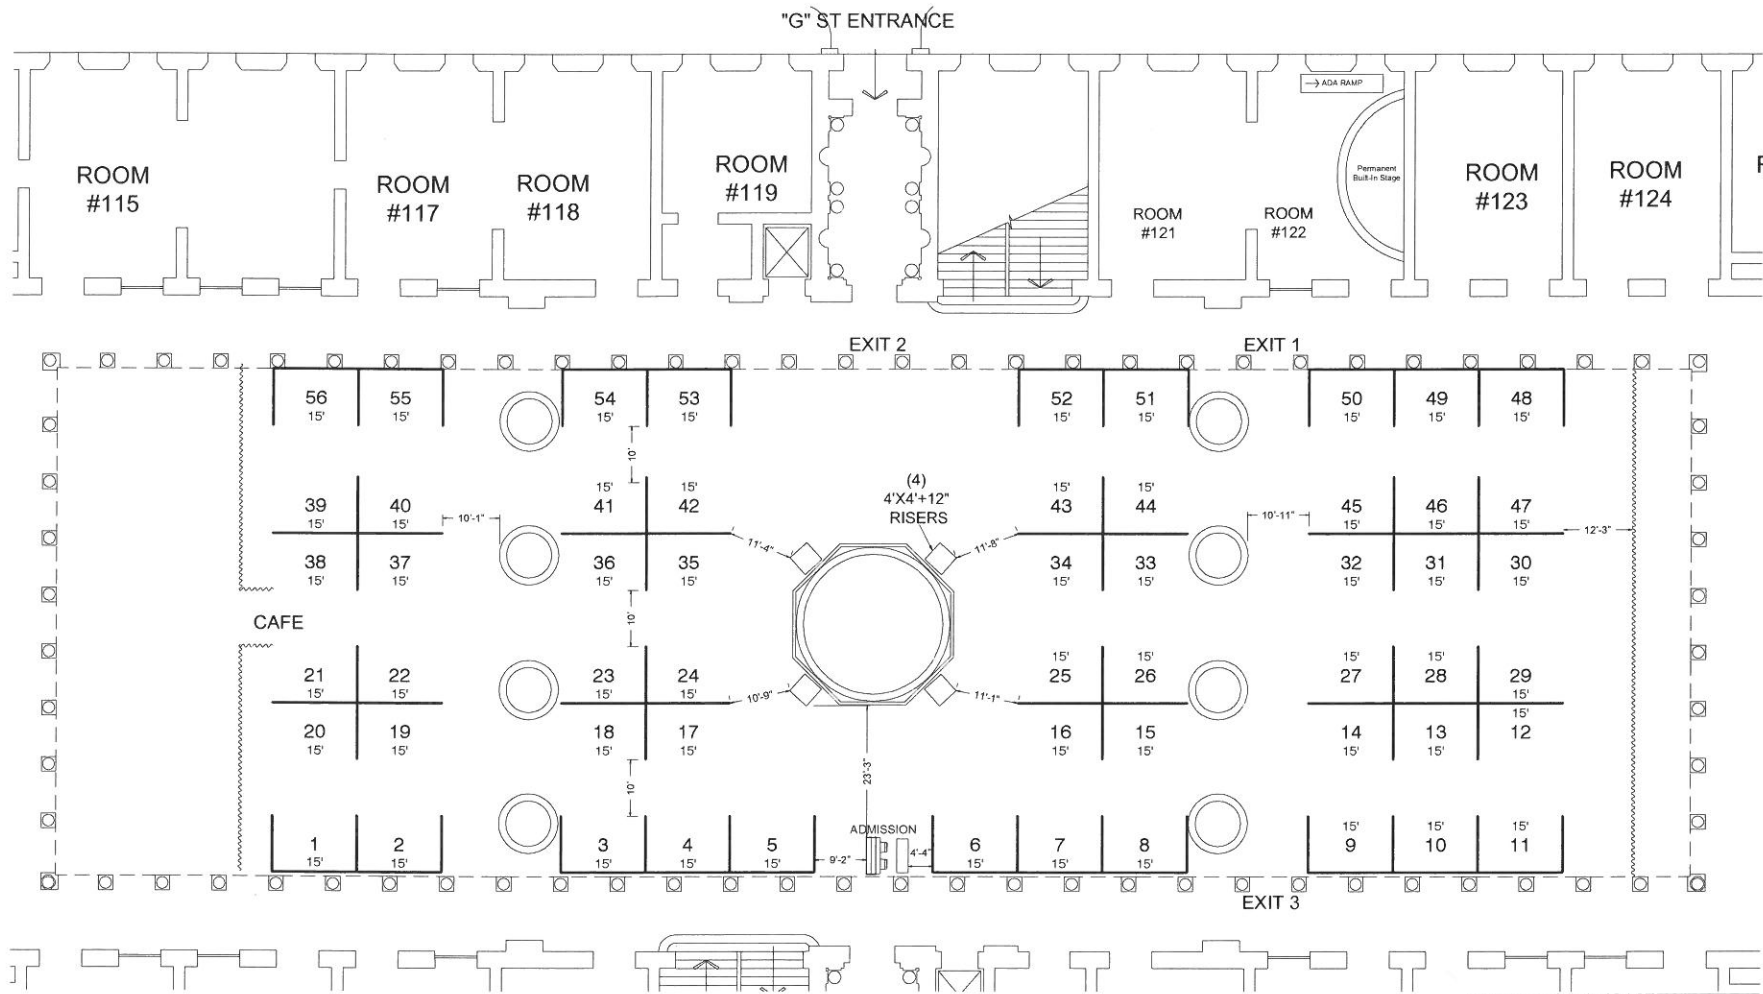 "G" ST ENTRANCE
ADA RAMP
ROOM #115
ROOM #117
ROOM #118
ROOM #119
ROOM #121
ROOM #122
Permanent Built-In Stage
ROOM #123
ROOM #124
EXIT 2
EXIT 1
56 55 54 53 52 51 50 49 48
15' 15' 15' 15' 15' 15' 15' 15' 15'
10'
(4)
4'X4'+12"
RISERS
15' 15' 15' 15'
39 40 41 42 43 44 45 46 47
15' 15' 15' 15' 15'
10'-1" 10'-11" 12'-3"
11'-4" 11'-8"
38 37 36 35 34 33 32 31 30
15' 15' 15' 15' 15' 15' 15' 15' 15'
10'
CAFE
15' 15' 15' 15'
21 22 23 24 25 26 27 28 29
15' 15' 15' 15' 15'
10'-9" 11'-1"
15'
20 19 18 17 16 15 14 13 12
15' 15' 15' 15' 15' 15' 15' 15'
10'
23'-3"
ADMISSION
15' 15' 15'
1 2 3 4 5 6 7 8 9 10 11
15' 15' 15' 15' 15' 15' 15' 15'
9'-2" 4'-4"
EXIT 3